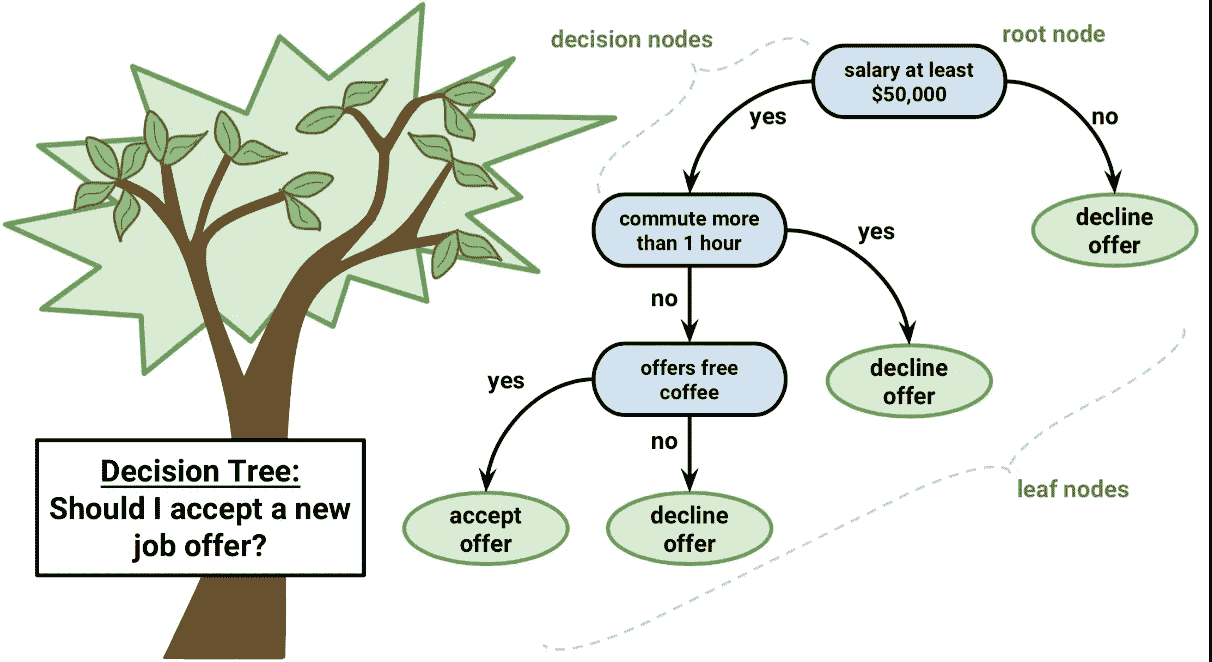 decision nodes
root node
salary at least
$50,000
yes
no
commute more
than 1 hour
yes
decline
offer
no
offers free
coffee
decline
offer
yes
no
leaf nodes
accept
offer
decline
offer
Decision Tree:
Should I accept a new
job offer?